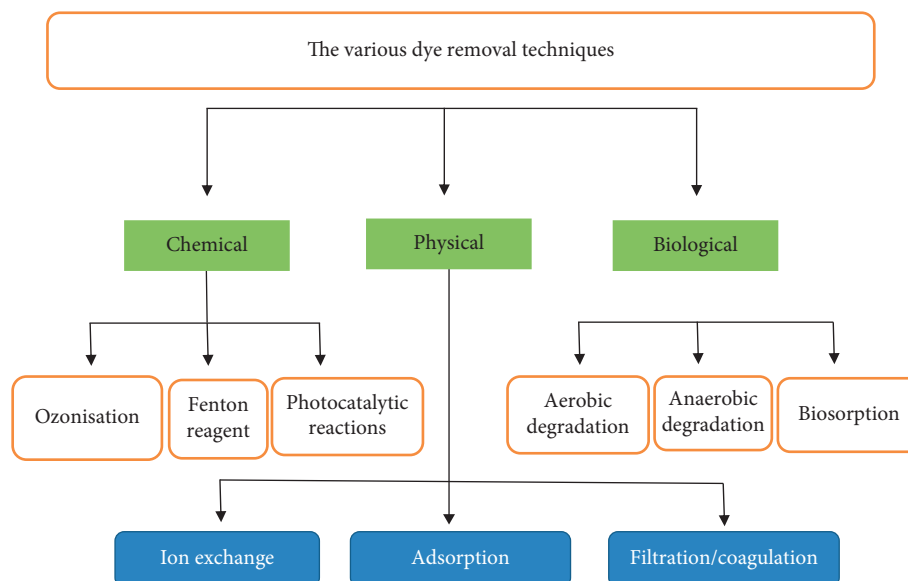 The various dye removal techniques
Chemical
Physical
Biological
Ozonisation
Fenton
reagent
Photocatalytic
reactions
Aerobic
degradation
Anaerobic
degradation
Biosorption
Ion exchange
Adsorption
Filtration/coagulation